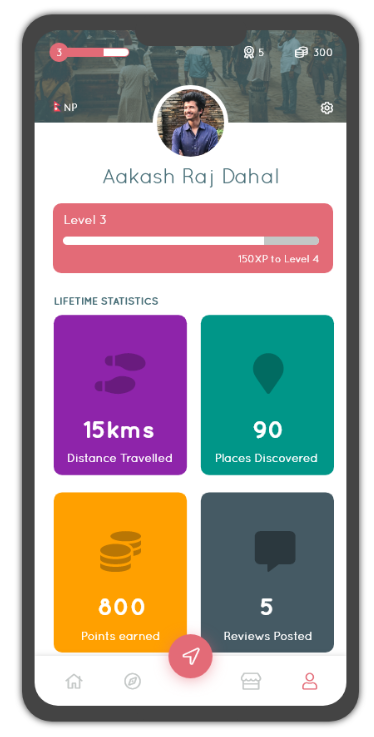 3
5
300
NP
Aakash Raj Dahal
Level 3
150XP to Level 4
LIFETIME STATISTICS
15kms
Distance Travelled
90
Places Discovered
800
Points earned
5
Reviews Posted